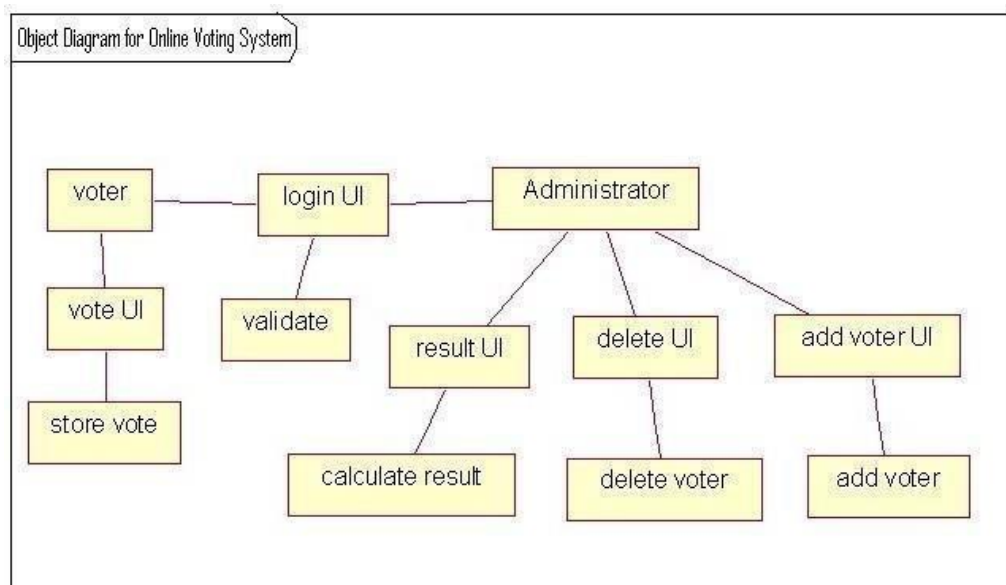 Object Diagram for Online Voting System
voter
login UI
Administrator
vote UI
validate
result UI
delete UI
add voter UI
store vote
calculate result
delete voter
add voter